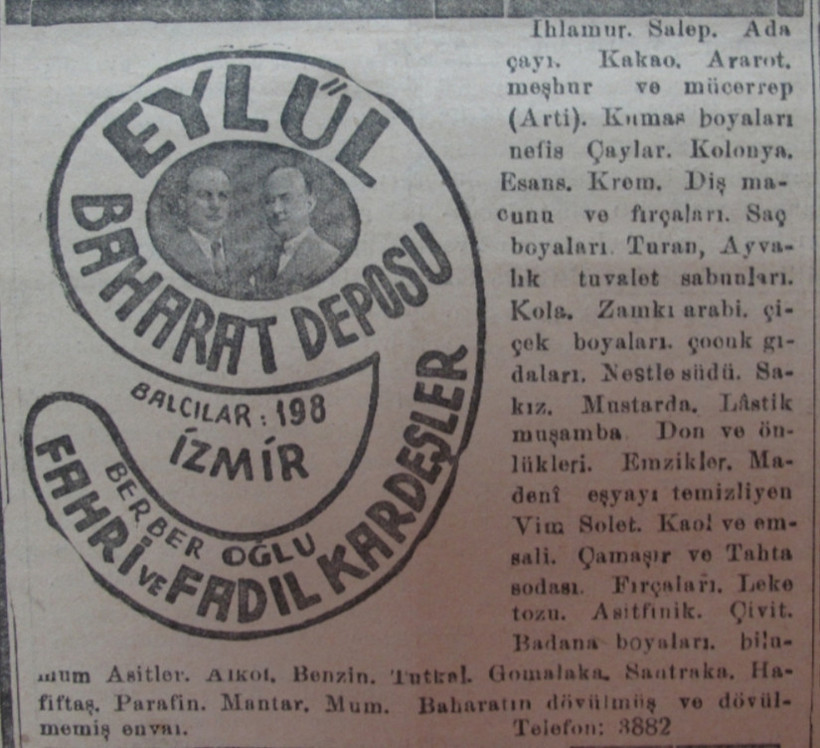 EYLÜL
BAHARAT DEPOSU
BALCILAR: 198
İZMİR
BERBER OĞLU
FAHRİ VE FADIL KARDEŞLER
Ihlamur. Salep. Ada
çayı. Kakao. Ararot.
meşhur ve mücerrep
(Arti). Kumaş boyaları
nefis Çaylar. Kolonya.
Esans. Krem. Diş ma-
cunu ve fırçaları. Saç
boyaları. Turan, Ayva-
lık tuvalet sabunları.
Kola. Zamkı arabi. çi-
çek boyaları. çocuk gı-
daları. Nestle südü. Sa-
kız. Mustarda. Lâstik
muşamba. Don ve ön-
lükleri. Emzikler. Ma-
denî eşyayı temizliyen
Vim Solet. Kaol ve em-
sali. Çamaşır ve Tahta
sodası. Fırçaları. Leke
tozu. Asitfinik. Çivit.
Badana boyaları. bilu-
mum Asitler. Alkol. Benzin. Tutkal. Gomalaka. Santraka. Ha-
fiftaş. Parafin. Mantar. Mum. Baharatın dövülmüş ve dövül-
memiş envaı. Telefon: 3882